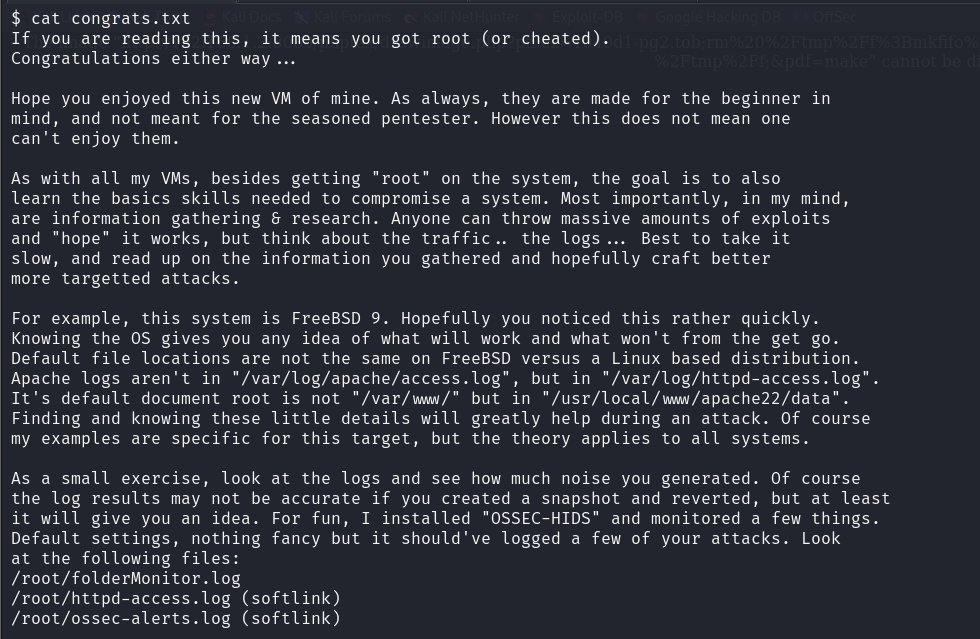 Kali Docs Kali Forums Kali NetHunter Exploit-DB Google Hacking DB OffSec
$ cat congrats.txt
If you are reading this, it means you got root (or cheated).
Congratulations either way...
Hope you enjoyed this new VM of mine. As always, they are made for the beginner in
mind, and not meant for the seasoned pentester. However this does not mean one
can't enjoy them.
As with all my VMs, besides getting "root" on the system, the goal is to also
learn the basics skills needed to compromise a system. Most importantly, in my mind,
are information gathering & research. Anyone can throw massive amounts of exploits
and "hope" it works, but think about the traffic.. the logs... Best to take it
slow, and read up on the information you gathered and hopefully craft better
more targetted attacks.
For example, this system is FreeBSD 9. Hopefully you noticed this rather quickly.
Knowing the OS gives you any idea of what will work and what won't from the get go.
Default file locations are not the same on FreeBSD versus a Linux based distribution.
Apache logs aren't in "/var/log/apache/access.log", but in "/var/log/httpd-access.log".
It's default document root is not "/var/www/" but in "/usr/local/www/apache22/data".
Finding and knowing these little details will greatly help during an attack. Of course
my examples are specific for this target, but the theory applies to all systems.
As a small exercise, look at the logs and see how much noise you generated. Of course
the log results may not be accurate if you created a snapshot and reverted, but at least
it will give you an idea. For fun, I installed "OSSEC-HIDS" and monitored a few things.
Default settings, nothing fancy but it should've logged a few of your attacks. Look
at the following files:
/root/folderMonitor.log
/root/httpd-access.log (softlink)
/root/ossec-alerts.log (softlink)